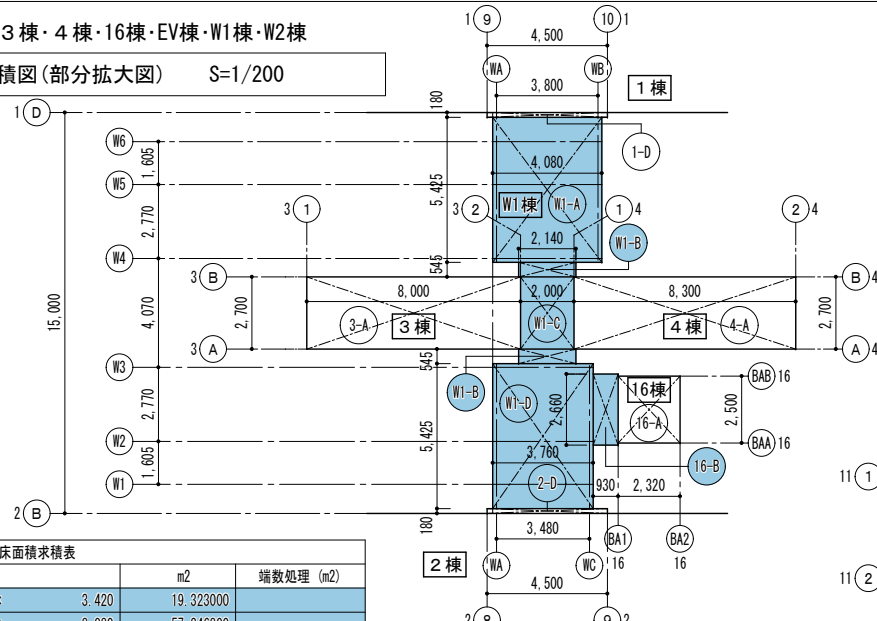 3棟・4棟・16棟・EV棟・W1棟・W2棟
積図(部分拡大図) S=1/200
1 9
10 1
4,500
WA
WB
3,800
1棟
180
1 D
1-D
W6
1,605
4,080
W5
5,425
W1棟
W1-A
3 1
2,770
3 2
1 4
2 4
2,140
W1-B
W4
545
3 B
B 4
8,000
2,000
8,300
15,000
2,700
4,070
3-A
3棟
W1-C
4棟
4-A
2,700
3 A
A 4
545
W3
W1-B
BAB 16
16棟
W1-D
2,660
16-A
2,500
2,770
W2
5,425
BAA 16
3,760
16-B
1,605
W1
2-D
930
2,320
11 1
2 B
180
3,480
BA1
16
BA2
16
2棟
WA
WC
4,500
11 2
2 8
9 2
床面積求積表
m2
端数処理 (m2)
3.420
19.323000